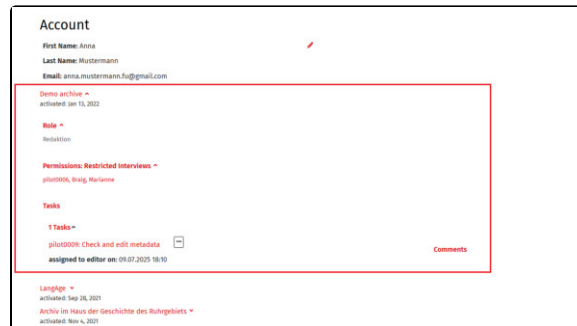 Account
First Name: Anna
Last Name: Mustermann
Email: anna.mustermann.fu@gmail.com
Demo archive
activated: Jan 13, 2022
Role
Redaktion
Permissions: Restricted Interviews
pilot0006, Braig, Marianne
Tasks
1 Tasks
pilot0009: Check and edit metadata
Comments
assigned to editor on: 09.07.2025 18:10
LangAge
activated: Sep 28, 2021
Archiv im Haus der Geschichte des Ruhrgebiets
activated: Nov 4, 2021